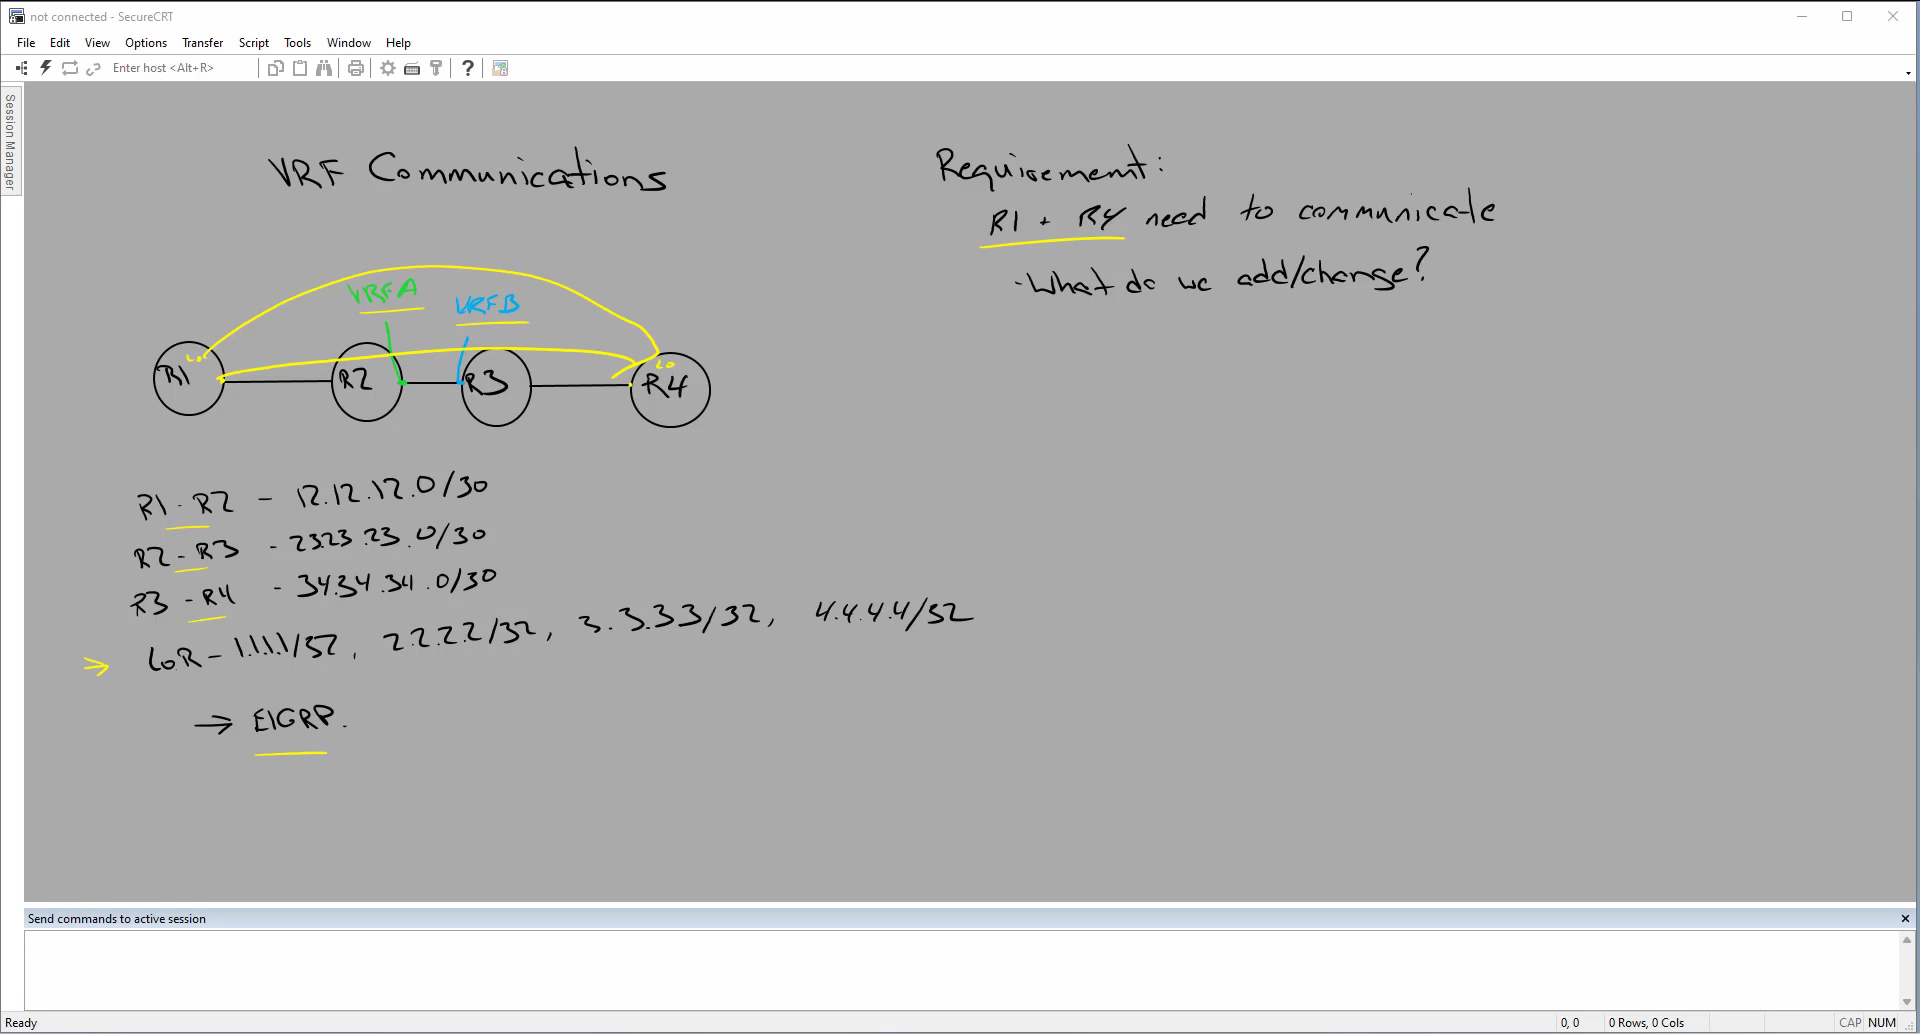 not connected - SecureCRT
File Edit View Options Transfer Script Tools Window Help
Enter host <Alt+R>
Session Manager
VRF Communications
Requirement:
R1 + R4 need to communicate
- What do we add/change?
VRFA
VRFB
Lo
Lo
R1
R2
R3
R4
R1 - R2 - 12.12.12.0/30
R2 - R3 - 23.23.23.0/30
R3 - R4 - 34.34.34.0/30
LoR - 1.1.1.1/32, 2.2.2.2/32, 3.3.3.3/32, 4.4.4.4/32
→ EIGRP.
Send commands to active session
Ready
0, 0
0 Rows, 0 Cols
CAP NUM